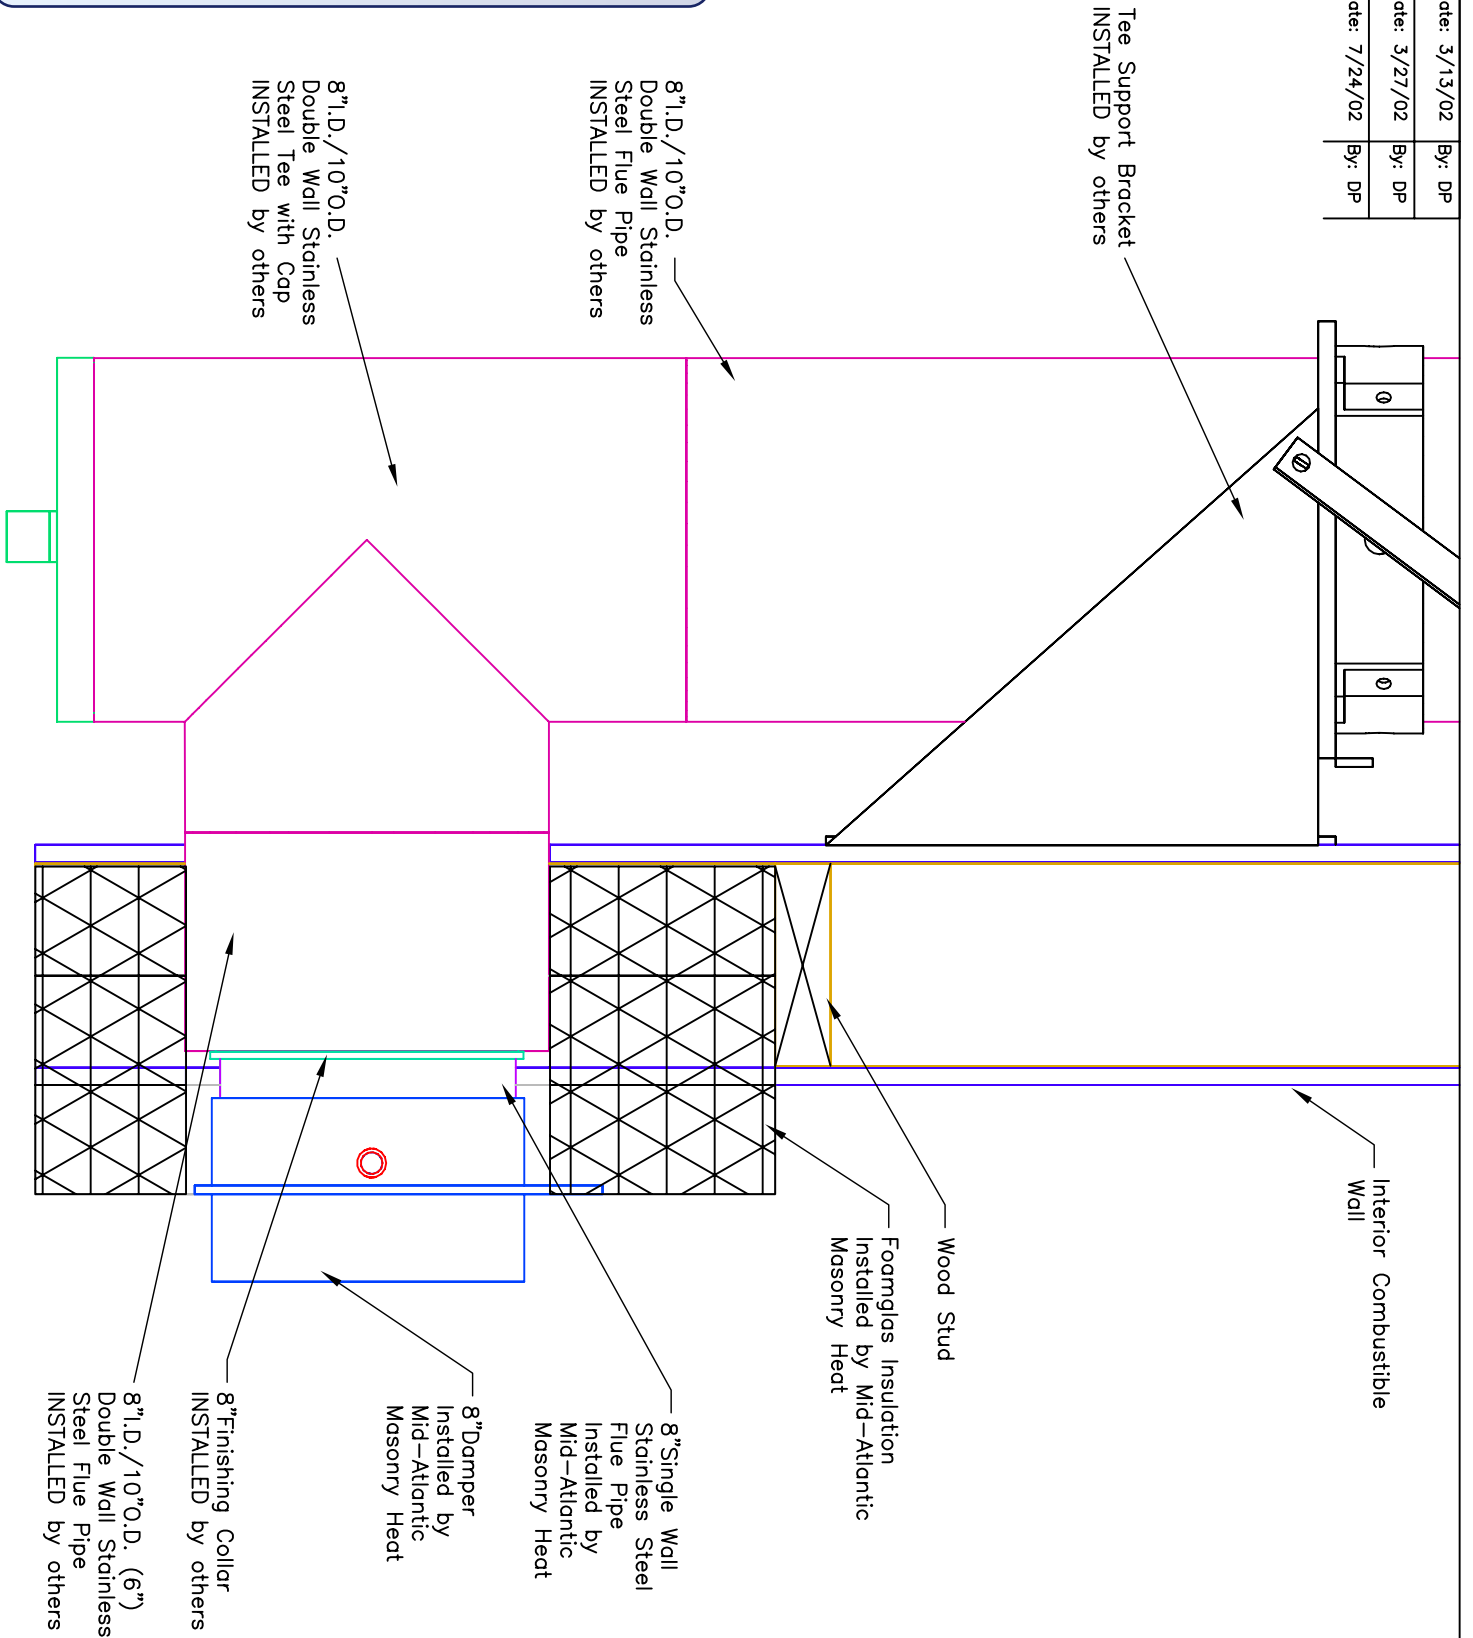 ate: 3/13/02 By: DP
ate: 3/27/02 By: DP
ate: 7/24/02 By: DP
Tee Support Bracket
INSTALLED by others
8"I.D./10"O.D.
Double Wall Stainless
Steel Flue Pipe
INSTALLED by others
8"I.D./10"O.D.
Double Wall Stainless
Steel Tee with Cap
INSTALLED by others
Interior Combustible
Wall
Wood Stud
Foamglas Insulation
Installed by Mid-Atlantic
Masonry Heat
8"Single Wall
Stainless Steel
Flue Pipe
Installed by
Mid-Atlantic
Masonry Heat
8"Damper
Installed by
Mid-Atlantic
Masonry Heat
8"Finishing Collar
INSTALLED by others
8"I.D./10"O.D. (6")
Double Wall Stainless
Steel Flue Pipe
INSTALLED by others